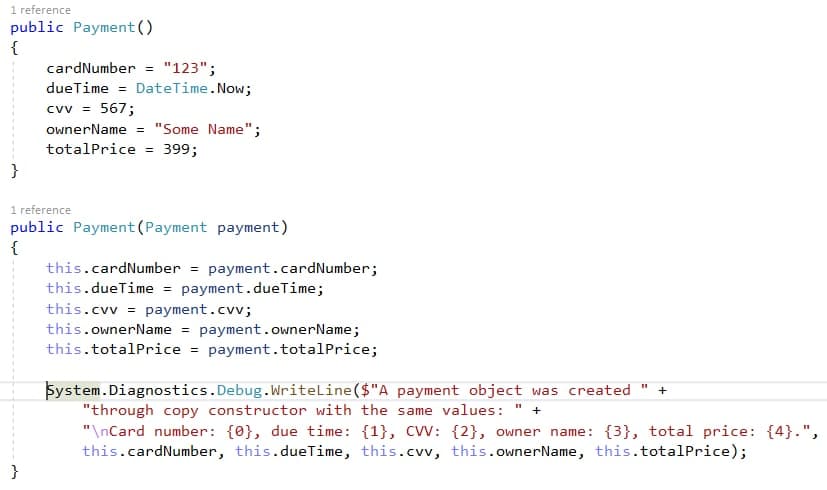 1 reference
public Payment()
{
    cardNumber = "123";
    dueTime = DateTime.Now;
    cvv = 567;
    ownerName = "Some Name";
    totalPrice = 399;
}
1 reference
public Payment(Payment payment)
{
    this.cardNumber = payment.cardNumber;
    this.dueTime = payment.dueTime;
    this.cvv = payment.cvv;
    this.ownerName = payment.ownerName;
    this.totalPrice = payment.totalPrice;
    System.Diagnostics.Debug.WriteLine($"A payment object was created " +
        "through copy constructor with the same values: " +
        "\nCard number: {0}, due time: {1}, CVV: {2}, owner name: {3}, total price: {4}.",
        this.cardNumber, this.dueTime, this.cvv, this.ownerName, this.totalPrice);
}